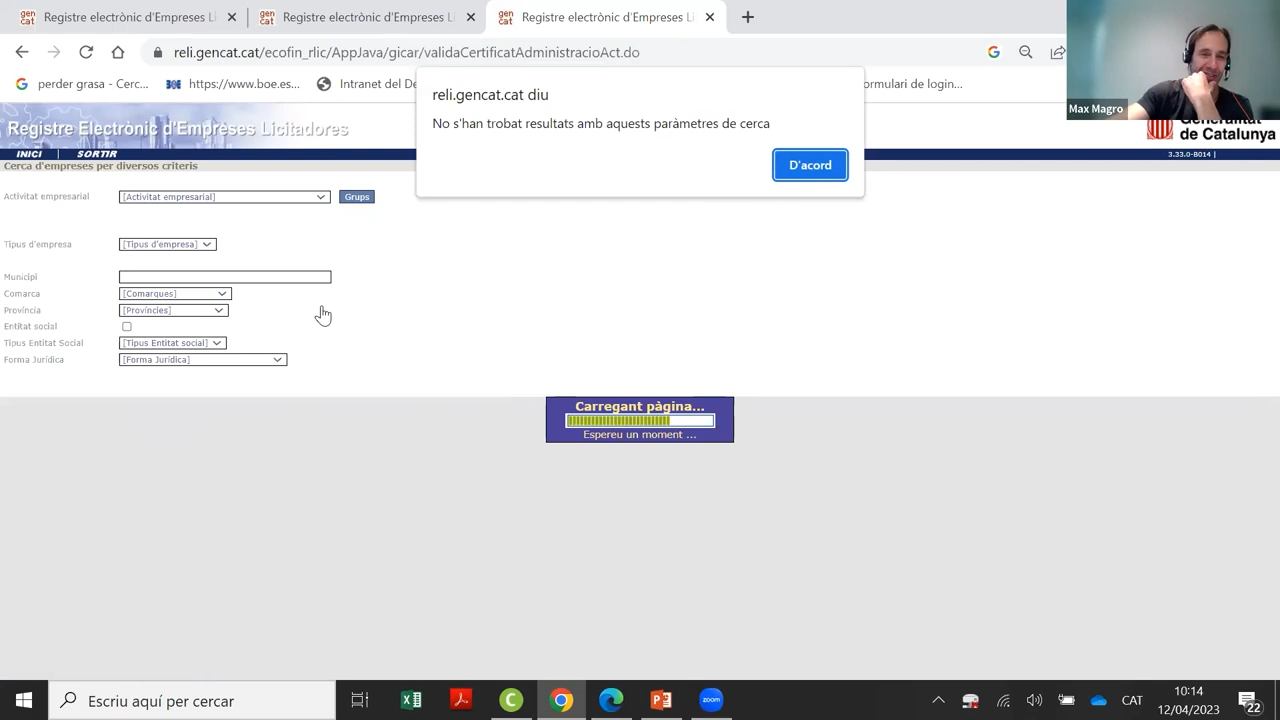 Registre electrònic d'Empreses Li
Registre electrònic d'Empreses L
Registre electrònic d'Empreses Li
reli.gencat.cat/ecofin_rlic/AppJava/gicar/validaCertificatAdministracioAct.do
perder grasa - Cerc...
https://www.boe.es...
Intranet del De
ormulari de login...
Max Magro
reli.gencat.cat diu
No s'han trobat resultats amb aquests paràmetres de cerca
D'acord
Registre Electrònic d'Empreses Licitadores
Generalitat
de Catalunya
INICI | SORTIR
3.33.0-B014 |
Cerca d'empreses per diversos criteris
Activitat empresarial [Activitat empresarial] Grups
Tipus d'empresa [Tipus d'empresa]
Municipi
Comarca [Comarques]
Província [Províncies]
Entitat social
Tipus Entitat Social [Tipus Entitat social]
Forma Jurídica [Forma Jurídica]
Carregant pàgina...
Espereu un moment ...
Escriu aquí per cercar
zoom
CAT
10:14
12/04/2023
22